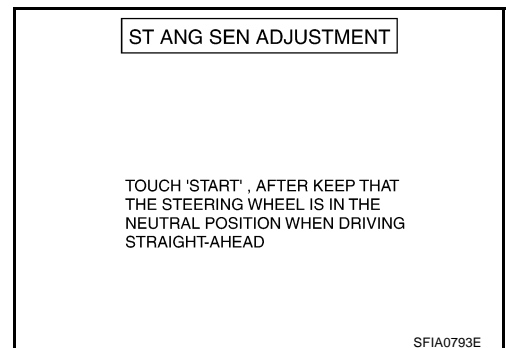 ST ANG SEN ADJUSTMENT
TOUCH 'START' , AFTER KEEP THAT
THE STEERING WHEEL IS IN THE
NEUTRAL POSITION WHEN DRIVING
STRAIGHT-AHEAD
SFIA0793E